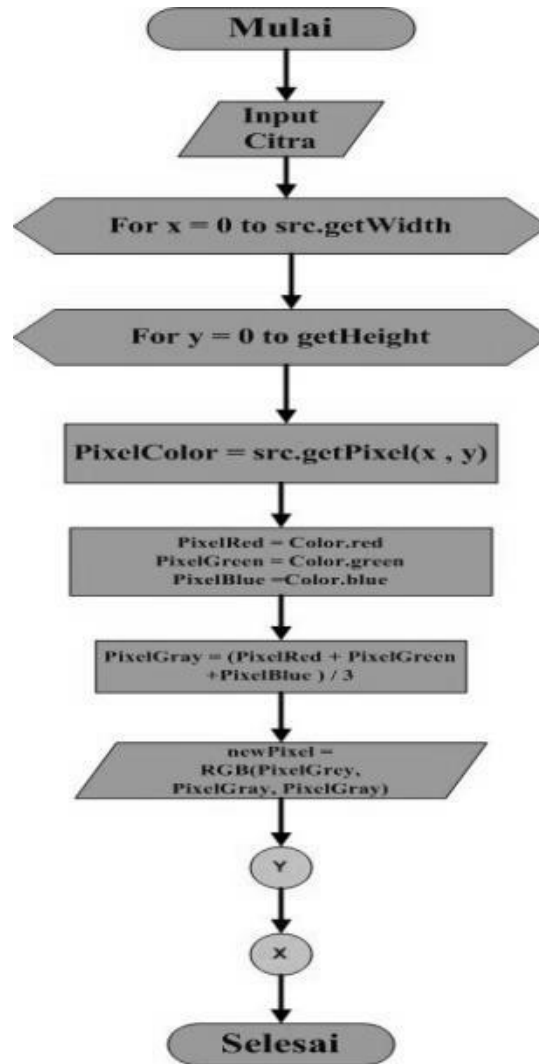 Mulai
Input
Citra
For x = 0 to src.getWidth
For y = 0 to getHeight
PixelColor = src.getPixel(x , y)
PixelRed = Color.red
PixelGreen = Color.green
PixelBlue =Color.blue
PixelGray = (PixelRed + PixelGreen
+PixelBlue ) / 3
newPixel =
RGB(PixelGrey,
PixelGray, PixelGray)
Y
X
Selesai